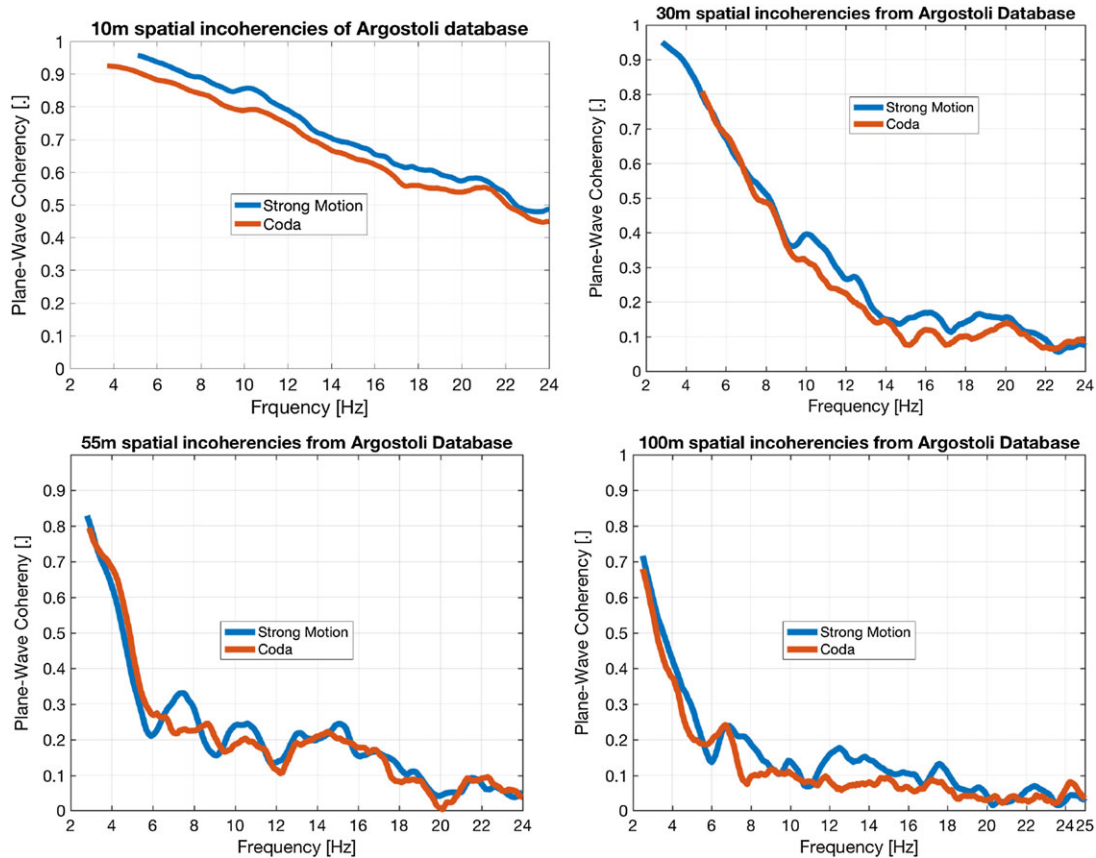 10m spatial incoherencies of Argostoli database
1
0.9
0.8
0.7
0.6
0.5
0.4
0.3
0.2
0.1
0
Plane-Wave Coherency [.]
Strong Motion
Coda
2 4 6 8 10 12 14 16 18 20 22 24
Frquency [Hz]
30m spatial incoherencies from Argostoli Database
1
0.9
0.8
0.7
0.6
0.5
0.4
0.3
0.2
0.1
0
Plane-Wave Coherency [.]
Strong Motion
Coda
2 4 6 8 10 12 14 16 18 20 22 24
Frequency [Hz]
55m spatial incoherencies from Argostoli Database
1
0.9
0.8
0.7
0.6
0.5
0.4
0.3
0.2
0.1
0
Plane-Wave Coherency [.]
Strong Motion
Coda
2 4 6 8 10 12 14 16 18 20 22 24
Frequency [Hz]
100m spatial incoherencies from Argostoli Database
1
0.9
0.8
0.7
0.6
0.5
0.4
0.3
0.2
0.1
0
Plane-Wave Coherency [.]
Strong Motion
Coda
2 4 6 8 10 12 14 16 18 20 22 24 25
Frequency [Hz]